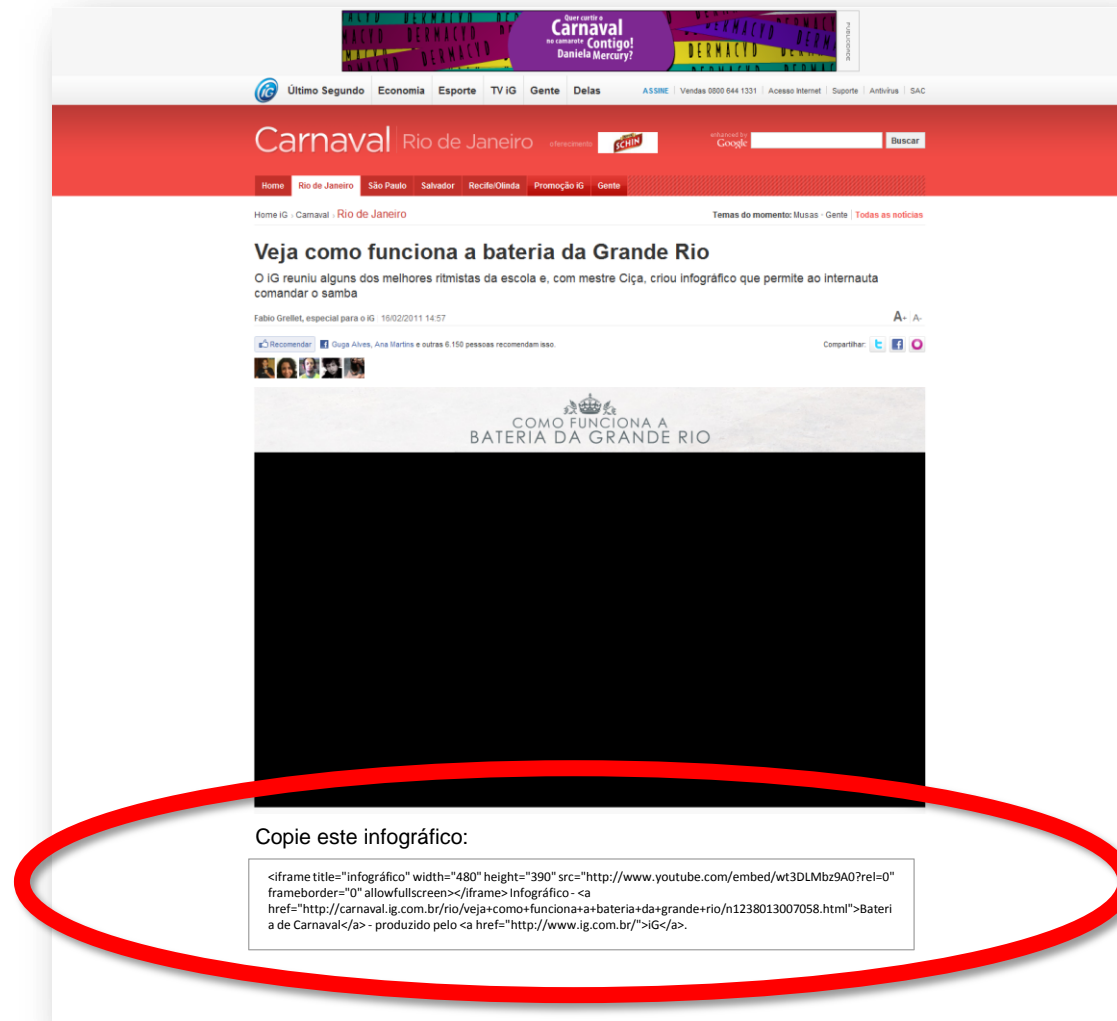 Quer curtir o
Carnaval
no camarote Contigo!
Daniela Mercury?
DERMACYD
PUBLICIDADE
iG
Último Segundo Economia Esporte TV iG Gente Delas
ASSINE | Vendas 0800 644 1331 | Acesso Internet | Suporte | Antivírus | SAC
Carnaval | Rio de Janeiro oferecimento SCHIN
enhanced by
Google Buscar
Home Rio de Janeiro São Paulo Salvador Recife/Olinda Promoção iG Gente
Home iG › Carnaval › Rio de Janeiro
Temas do momento: Musas · Gente | Todas as notícias
Veja como funciona a bateria da Grande Rio
O iG reuniu alguns dos melhores ritmistas da escola e, com mestre Ciça, criou infográfico que permite ao internauta
comandar o samba
Fabio Grellet, especial para o iG 16/02/2011 14:57
A+ A-
Recomendar Guga Alves, Ana Martins e outras 6.150 pessoas recomendam isso.
Compartilhar:
COMO FUNCIONA A
BATERIA DA GRANDE RIO
Copie este infográfico:
<iframe title="infográfico" width="480" height="390" src="http://www.youtube.com/embed/wt3DLMbz9A0?rel=0"
frameborder="0" allowfullscreen></iframe> Infográfico - <a
href="http://carnaval.ig.com.br/rio/veja+como+funciona+a+bateria+da+grande+rio/n1238013007058.html">Bateri
a de Carnaval</a> - produzido pelo <a href="http://www.ig.com.br/">iG</a>.